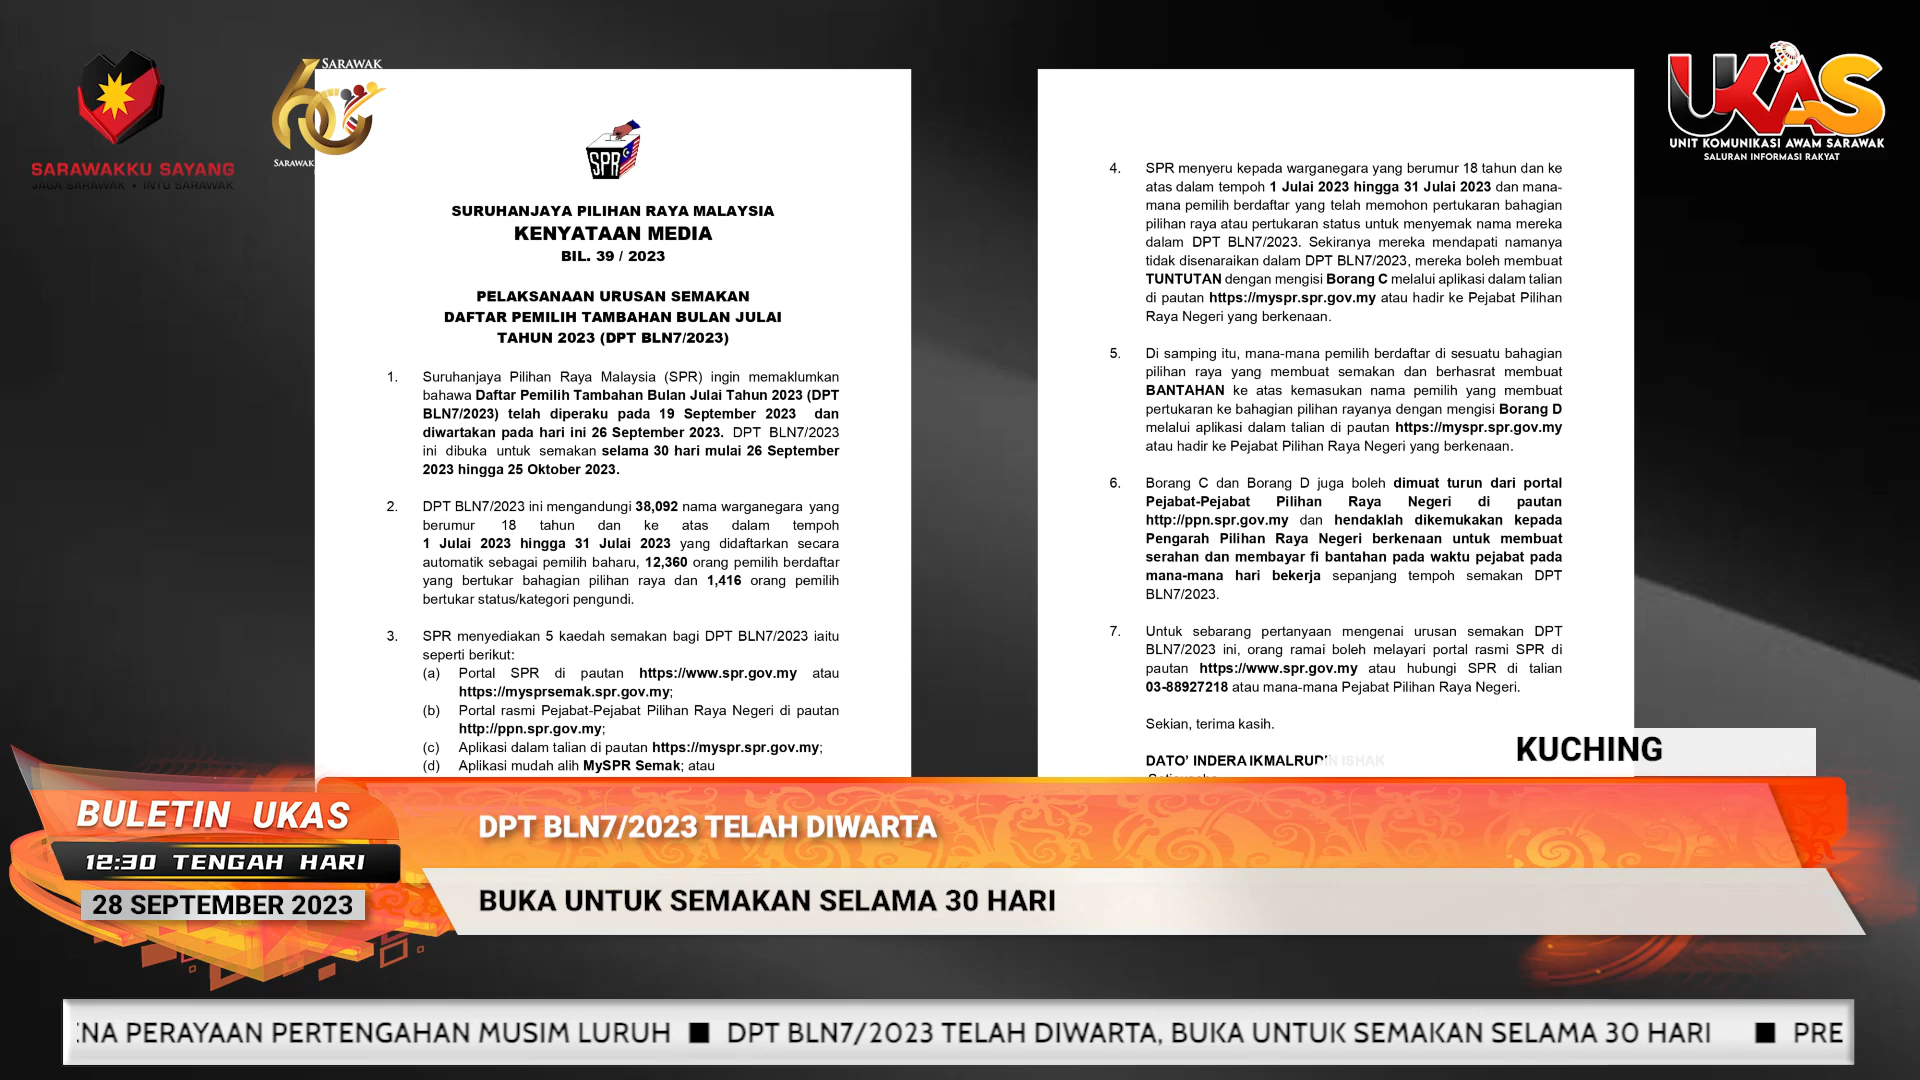 SARAWAKKU SAYANG
JAGA SARAWAK • INTU SARAWAK
SARAWAK
60
SARAWAK
UKAS
UNIT KOMUNIKASI AWAM SARAWAK
SALURAN INFORMASI RAKYAT
SPR
SURUHANJAYA PILIHAN RAYA MALAYSIA
KENYATAAN MEDIA
BIL. 39 / 2023
PELAKSANAAN URUSAN SEMAKAN
DAFTAR PEMILIH TAMBAHAN BULAN JULAI
TAHUN 2023 (DPT BLN7/2023)
1. Suruhanjaya Pilihan Raya Malaysia (SPR) ingin memaklumkan
bahawa Daftar Pemilih Tambahan Bulan Julai Tahun 2023 (DPT
BLN7/2023) telah diperaku pada 19 September 2023 dan
diwartakan pada hari ini 26 September 2023. DPT BLN7/2023
ini dibuka untuk semakan selama 30 hari mulai 26 September
2023 hingga 25 Oktober 2023.
2. DPT BLN7/2023 ini mengandungi 38,092 nama warganegara yang
berumur 18 tahun dan ke atas dalam tempoh
1 Julai 2023 hingga 31 Julai 2023 yang didaftarkan secara
automatik sebagai pemilih baharu, 12,360 orang pemilih berdaftar
yang bertukar bahagian pilihan raya dan 1,416 orang pemilih
bertukar status/kategori pengundi.
3. SPR menyediakan 5 kaedah semakan bagi DPT BLN7/2023 iaitu
seperti berikut:
(a) Portal SPR di pautan https://www.spr.gov.my atau
https://mysprsemak.spr.gov.my;
(b) Portal rasmi Pejabat-Pejabat Pilihan Raya Negeri di pautan
http://ppn.spr.gov.my;
(c) Aplikasi dalam talian di pautan https://myspr.spr.gov.my;
(d) Aplikasi mudah alih MySPR Semak; atau
4. SPR menyeru kepada warganegara yang berumur 18 tahun dan ke
atas dalam tempoh 1 Julai 2023 hingga 31 Julai 2023 dan mana-
mana pemilih berdaftar yang telah memohon pertukaran bahagian
pilihan raya atau pertukaran status untuk menyemak nama mereka
dalam DPT BLN7/2023. Sekiranya mereka mendapati namanya
tidak disenaraikan dalam DPT BLN7/2023, mereka boleh membuat
TUNTUTAN dengan mengisi Borang C melalui aplikasi dalam talian
di pautan https://myspr.spr.gov.my atau hadir ke Pejabat Pilihan
Raya Negeri yang berkenaan.
5. Di samping itu, mana-mana pemilih berdaftar di sesuatu bahagian
pilihan raya yang membuat semakan dan berhasrat membuat
BANTAHAN ke atas kemasukan nama pemilih yang membuat
pertukaran ke bahagian pilihan rayanya dengan mengisi Borang D
melalui aplikasi dalam talian di pautan https://myspr.spr.gov.my
atau hadir ke Pejabat Pilihan Raya Negeri yang berkenaan.
6. Borang C dan Borang D juga boleh dimuat turun dari portal
Pejabat-Pejabat Pilihan Raya Negeri di pautan
http://ppn.spr.gov.my dan hendaklah dikemukakan kepada
Pengarah Pilihan Raya Negeri berkenaan untuk membuat
serahan dan membayar fi bantahan pada waktu pejabat pada
mana-mana hari bekerja sepanjang tempoh semakan DPT
BLN7/2023.
7. Untuk sebarang pertanyaan mengenai urusan semakan DPT
BLN7/2023 ini, orang ramai boleh melayari portal rasmi SPR di
pautan https://www.spr.gov.my atau hubungi SPR di talian
03-88927218 atau mana-mana Pejabat Pilihan Raya Negeri.
Sekian, terima kasih.
DATO' INDERA IKMALRUDIN ISHAK
KUCHING
BULETIN UKAS
12:30 TENGAH HARI
28 SEPTEMBER 2023
DPT BLN7/2023 TELAH DIWARTA
BUKA UNTUK SEMAKAN SELAMA 30 HARI
NA PERAYAAN PERTENGAHAN MUSIM LURUH ■ DPT BLN7/2023 TELAH DIWARTA, BUKA UNTUK SEMAKAN SELAMA 30 HARI ■ PRE